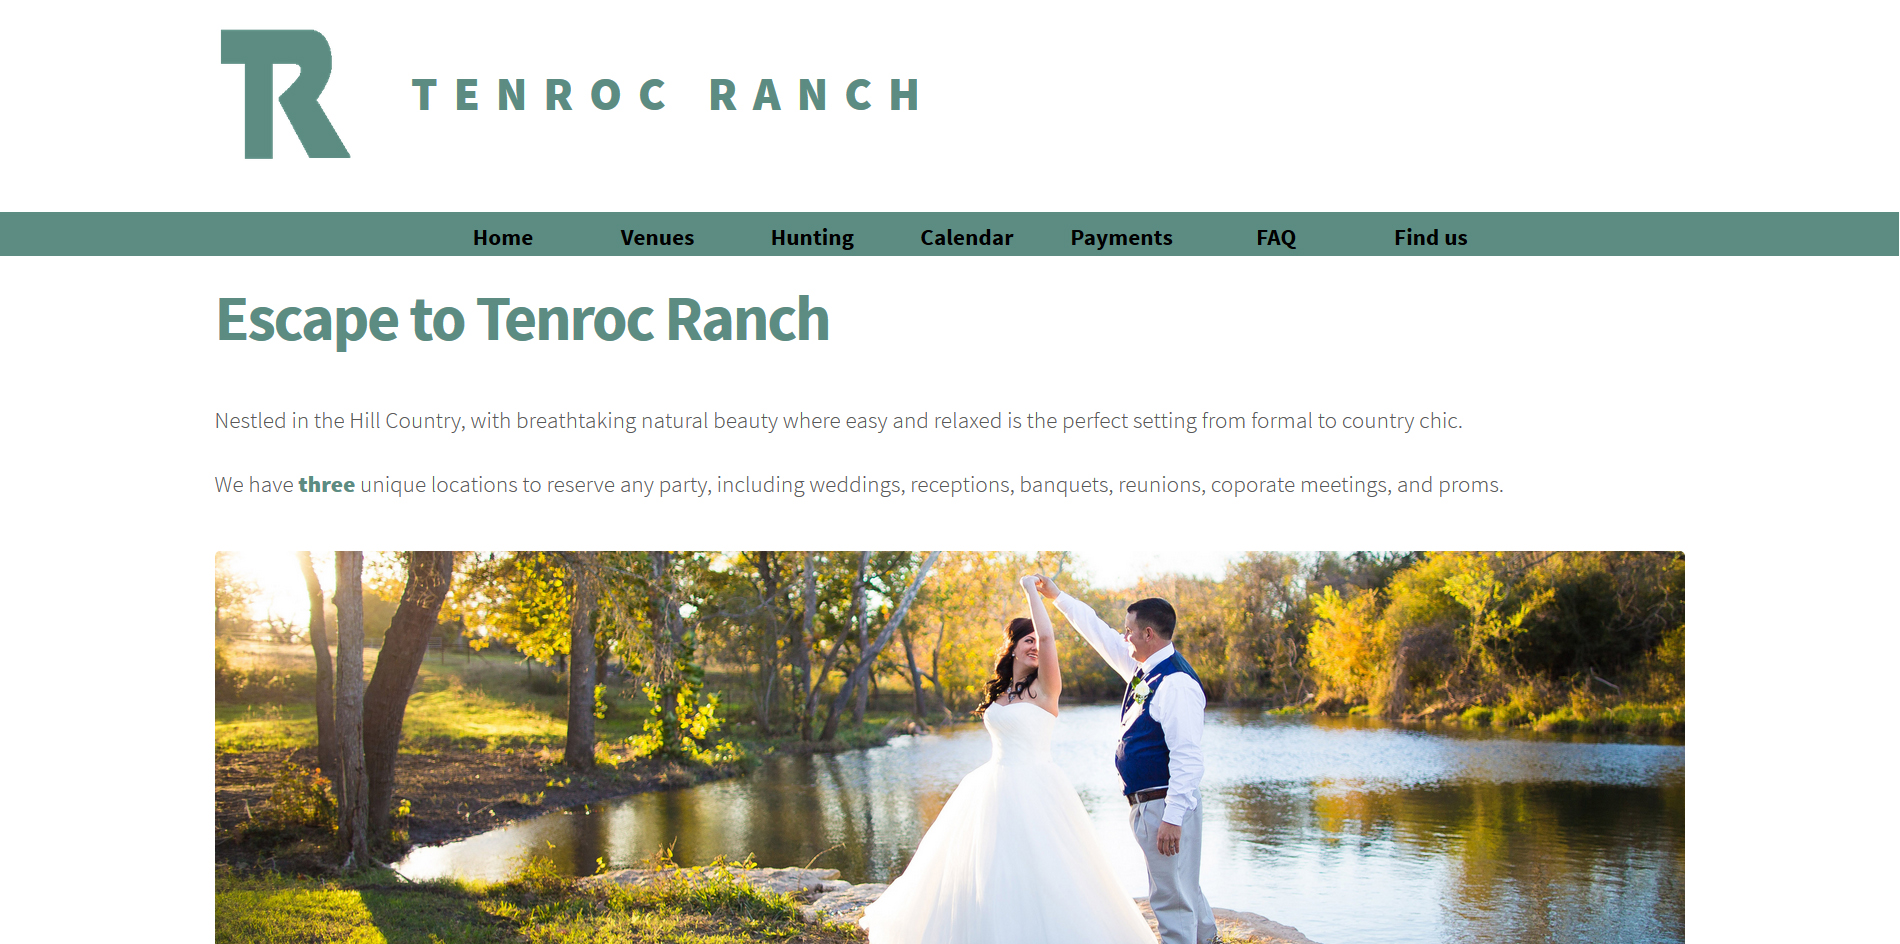 TR
TENROC RANCH
Home Venues Hunting Calendar Payments FAQ Find us
Escape to Tenroc Ranch
Nestled in the Hill Country, with breathtaking natural beauty where easy and relaxed is the perfect setting from formal to country chic.
We have three unique locations to reserve any party, including weddings, receptions, banquets, reunions, coporate meetings, and proms.